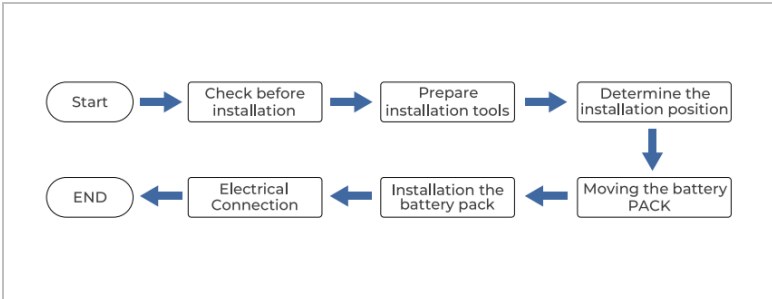 Start
Check before
installation
Prepare
installation tools
Determine the
installation position
Moving the battery
PACK
Installation the
battery pack
Electrical
Connection
END